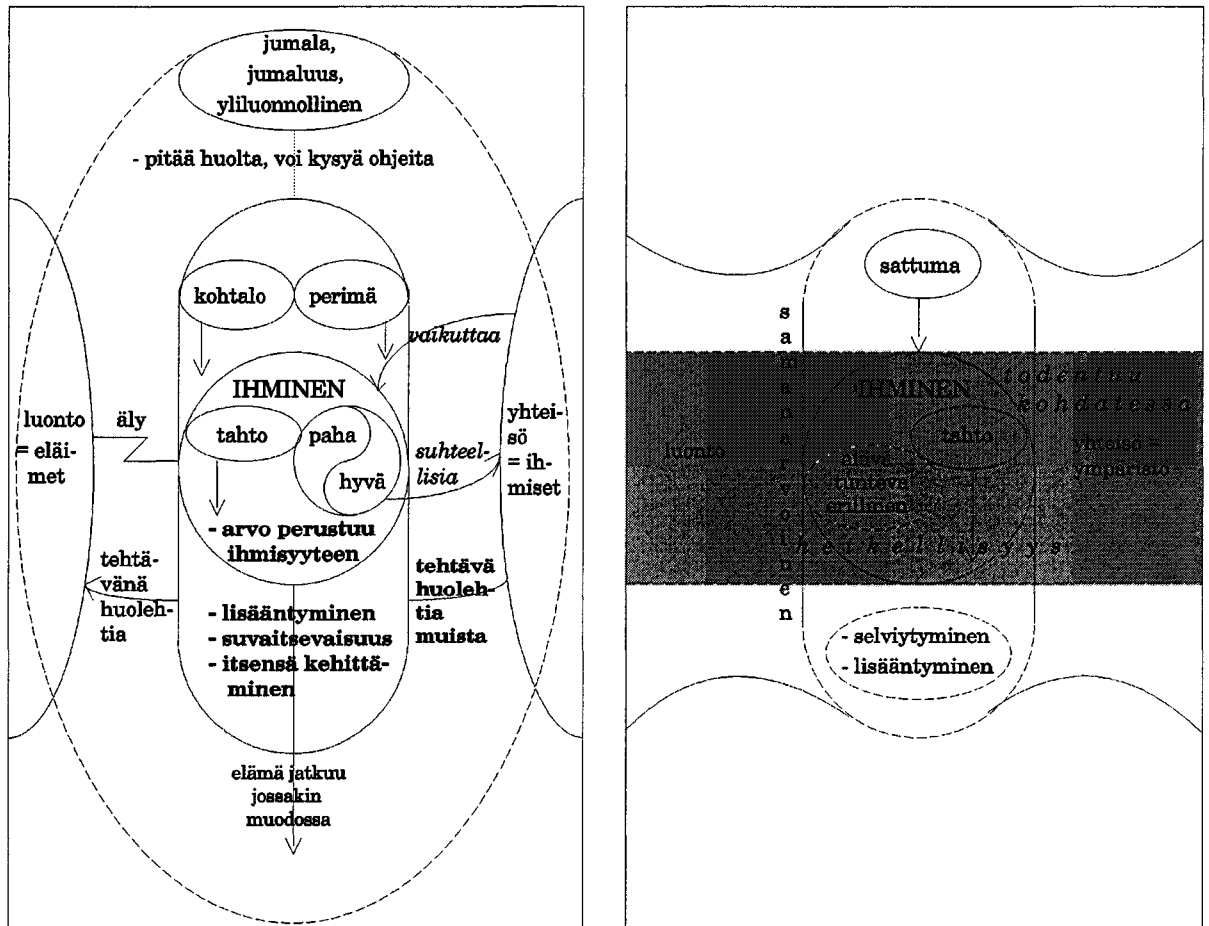 jumala,
jumaluus,
yliluonnollinen
- pitää huolta, voi kysyä ohjeita
kohtalo
perimä
vaikuttaa
IHMINEN
luonto
= eläi-
met
äly
tahto
paha
hyvä
suhteel-
lisia
yhtei-
sö
= ih-
miset
- arvo perustuu
ihmisyyteen
tehtä-
vänä
huoleh-
tia
- lisääntyminen
- suvaitsevaisuus
- itsensä kehittä-
minen
tehtävä
huoleh-
tia
muista
elämä jatkuu
jossakin
muodossa
sattuma
samanarvoinen
IHMINEN
todentuu
kohdatessa
tahto
luonto
elävä
tunteva
erillinen
yhteisö =
ympäristö
hetkellisyys
- selviytyminen
- lisääntyminen